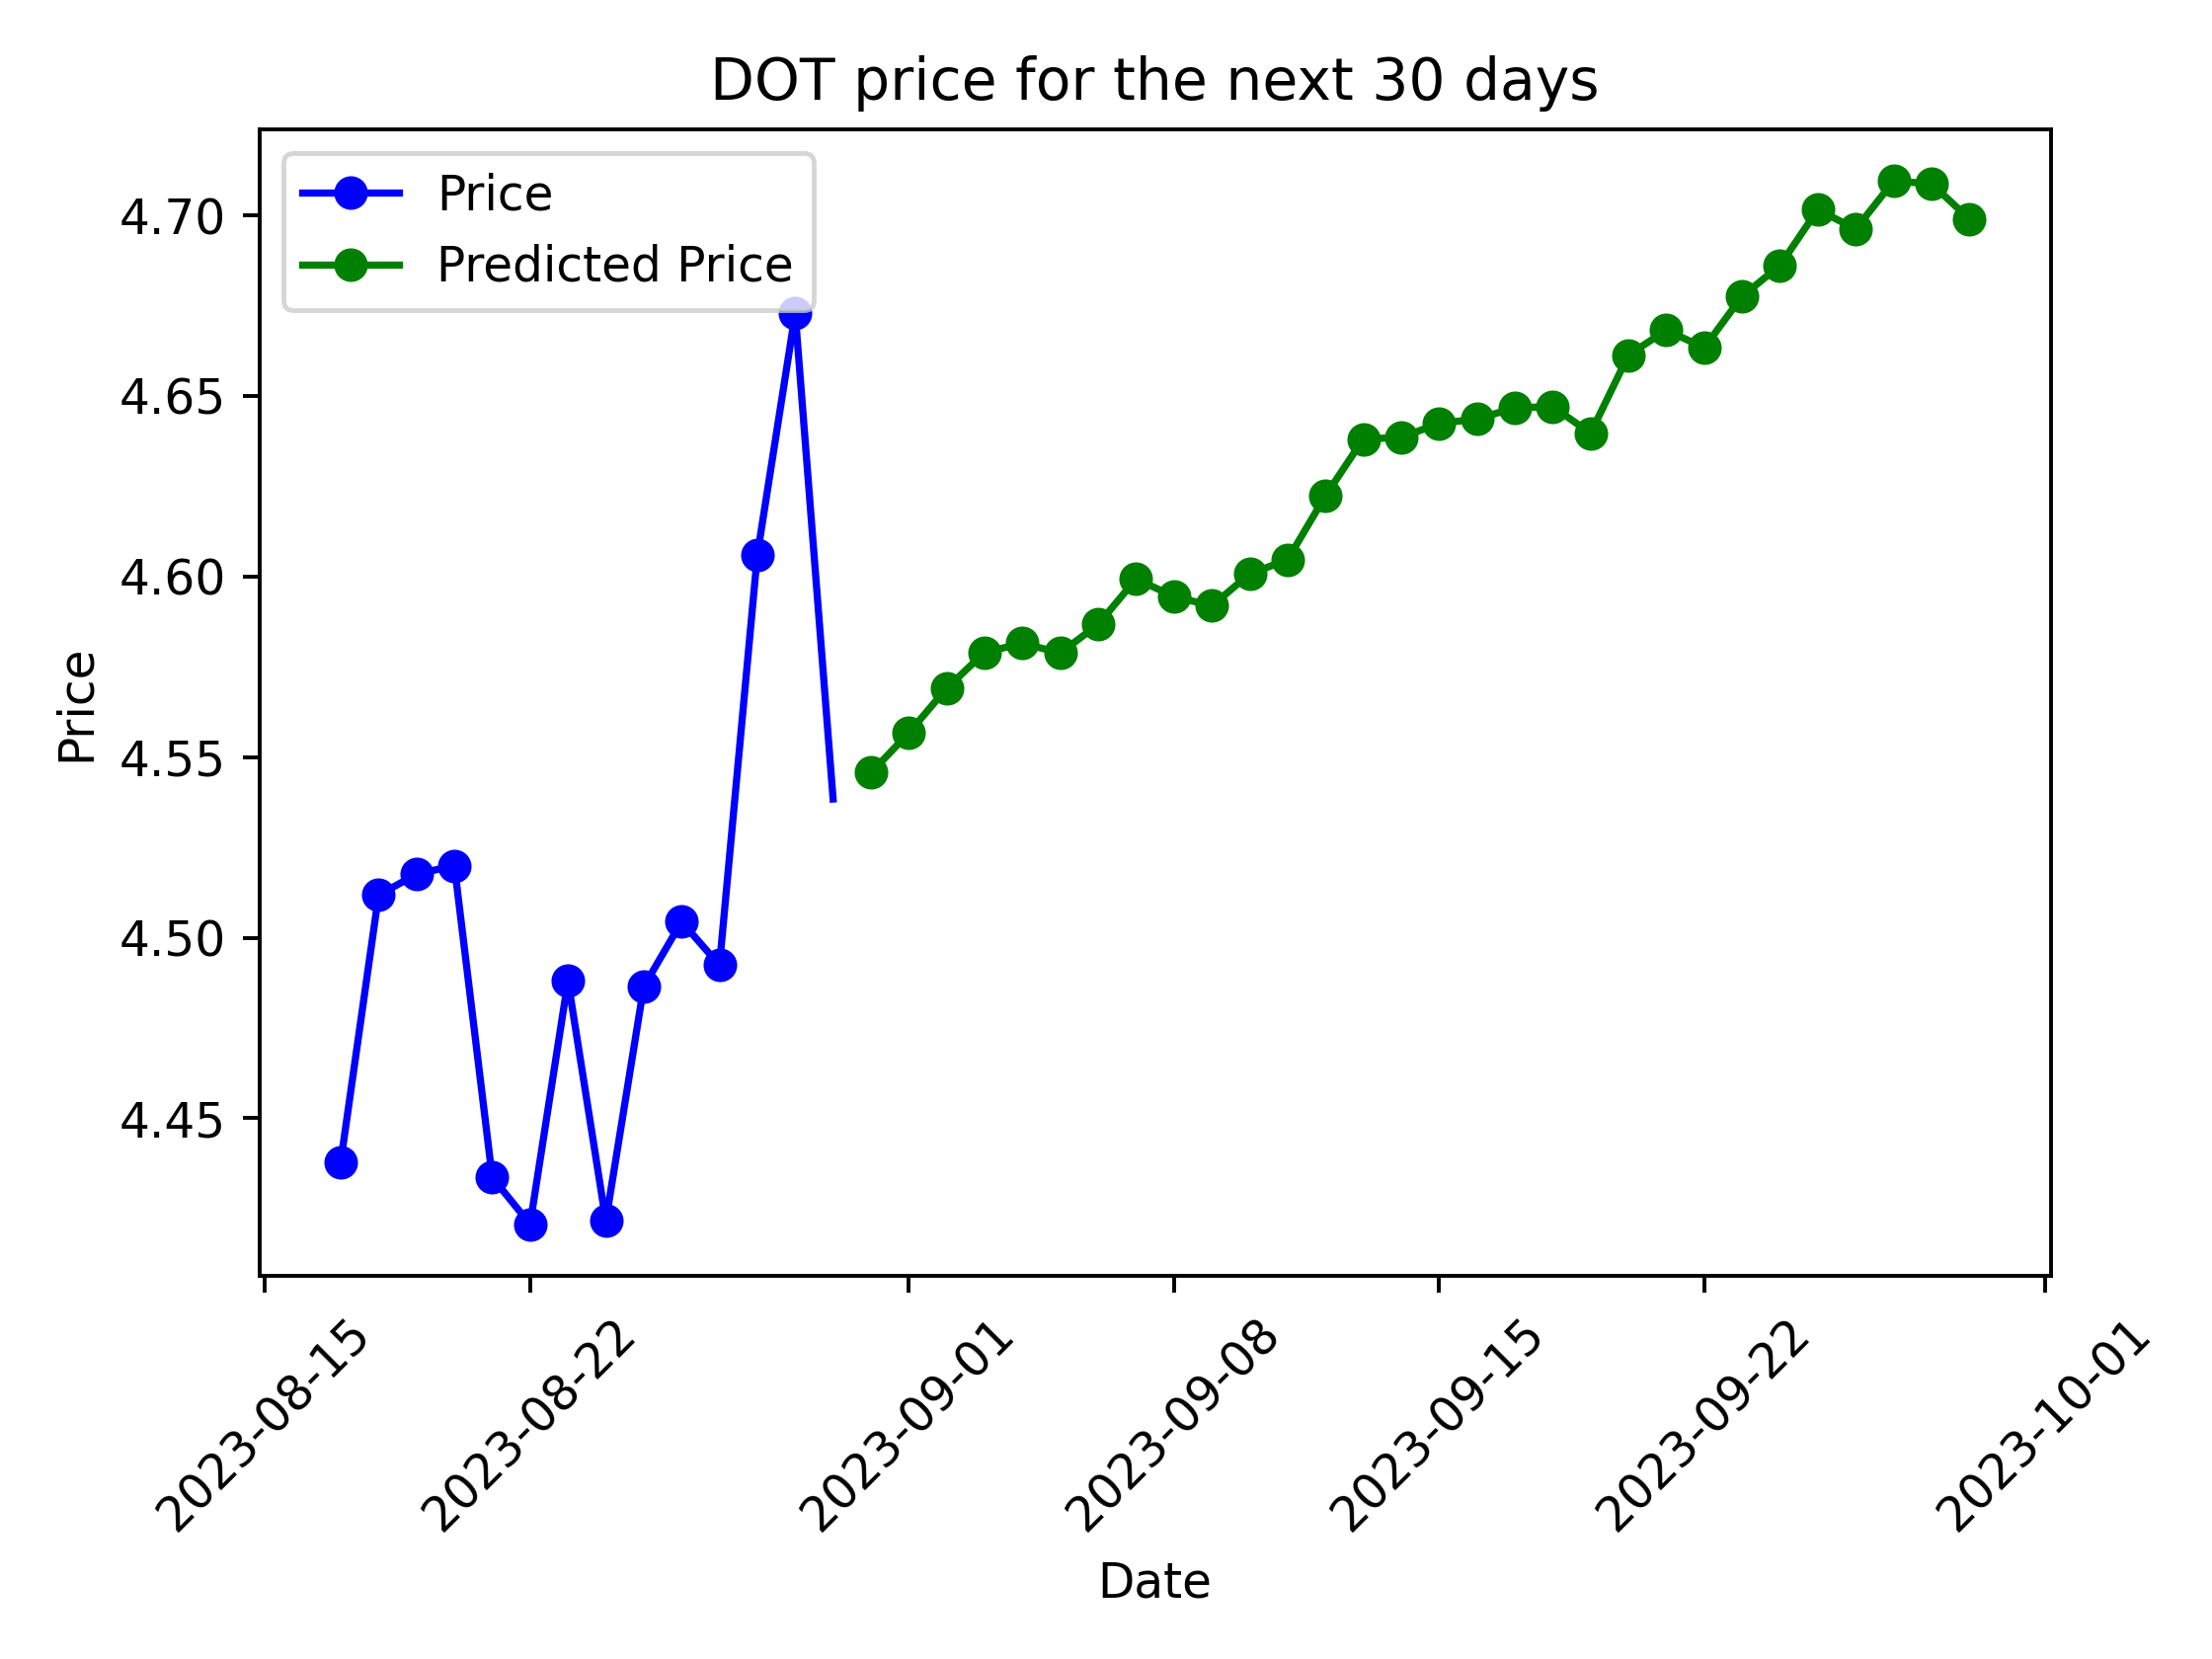 DOT price for the next 30 days
Price
Predicted Price
4.70
4.65
4.60
4.55
4.50
4.45
Price
2023-08-15
2023-08-22
2023-09-01
2023-09-08
2023-09-15
2023-09-22
2023-10-01
Date